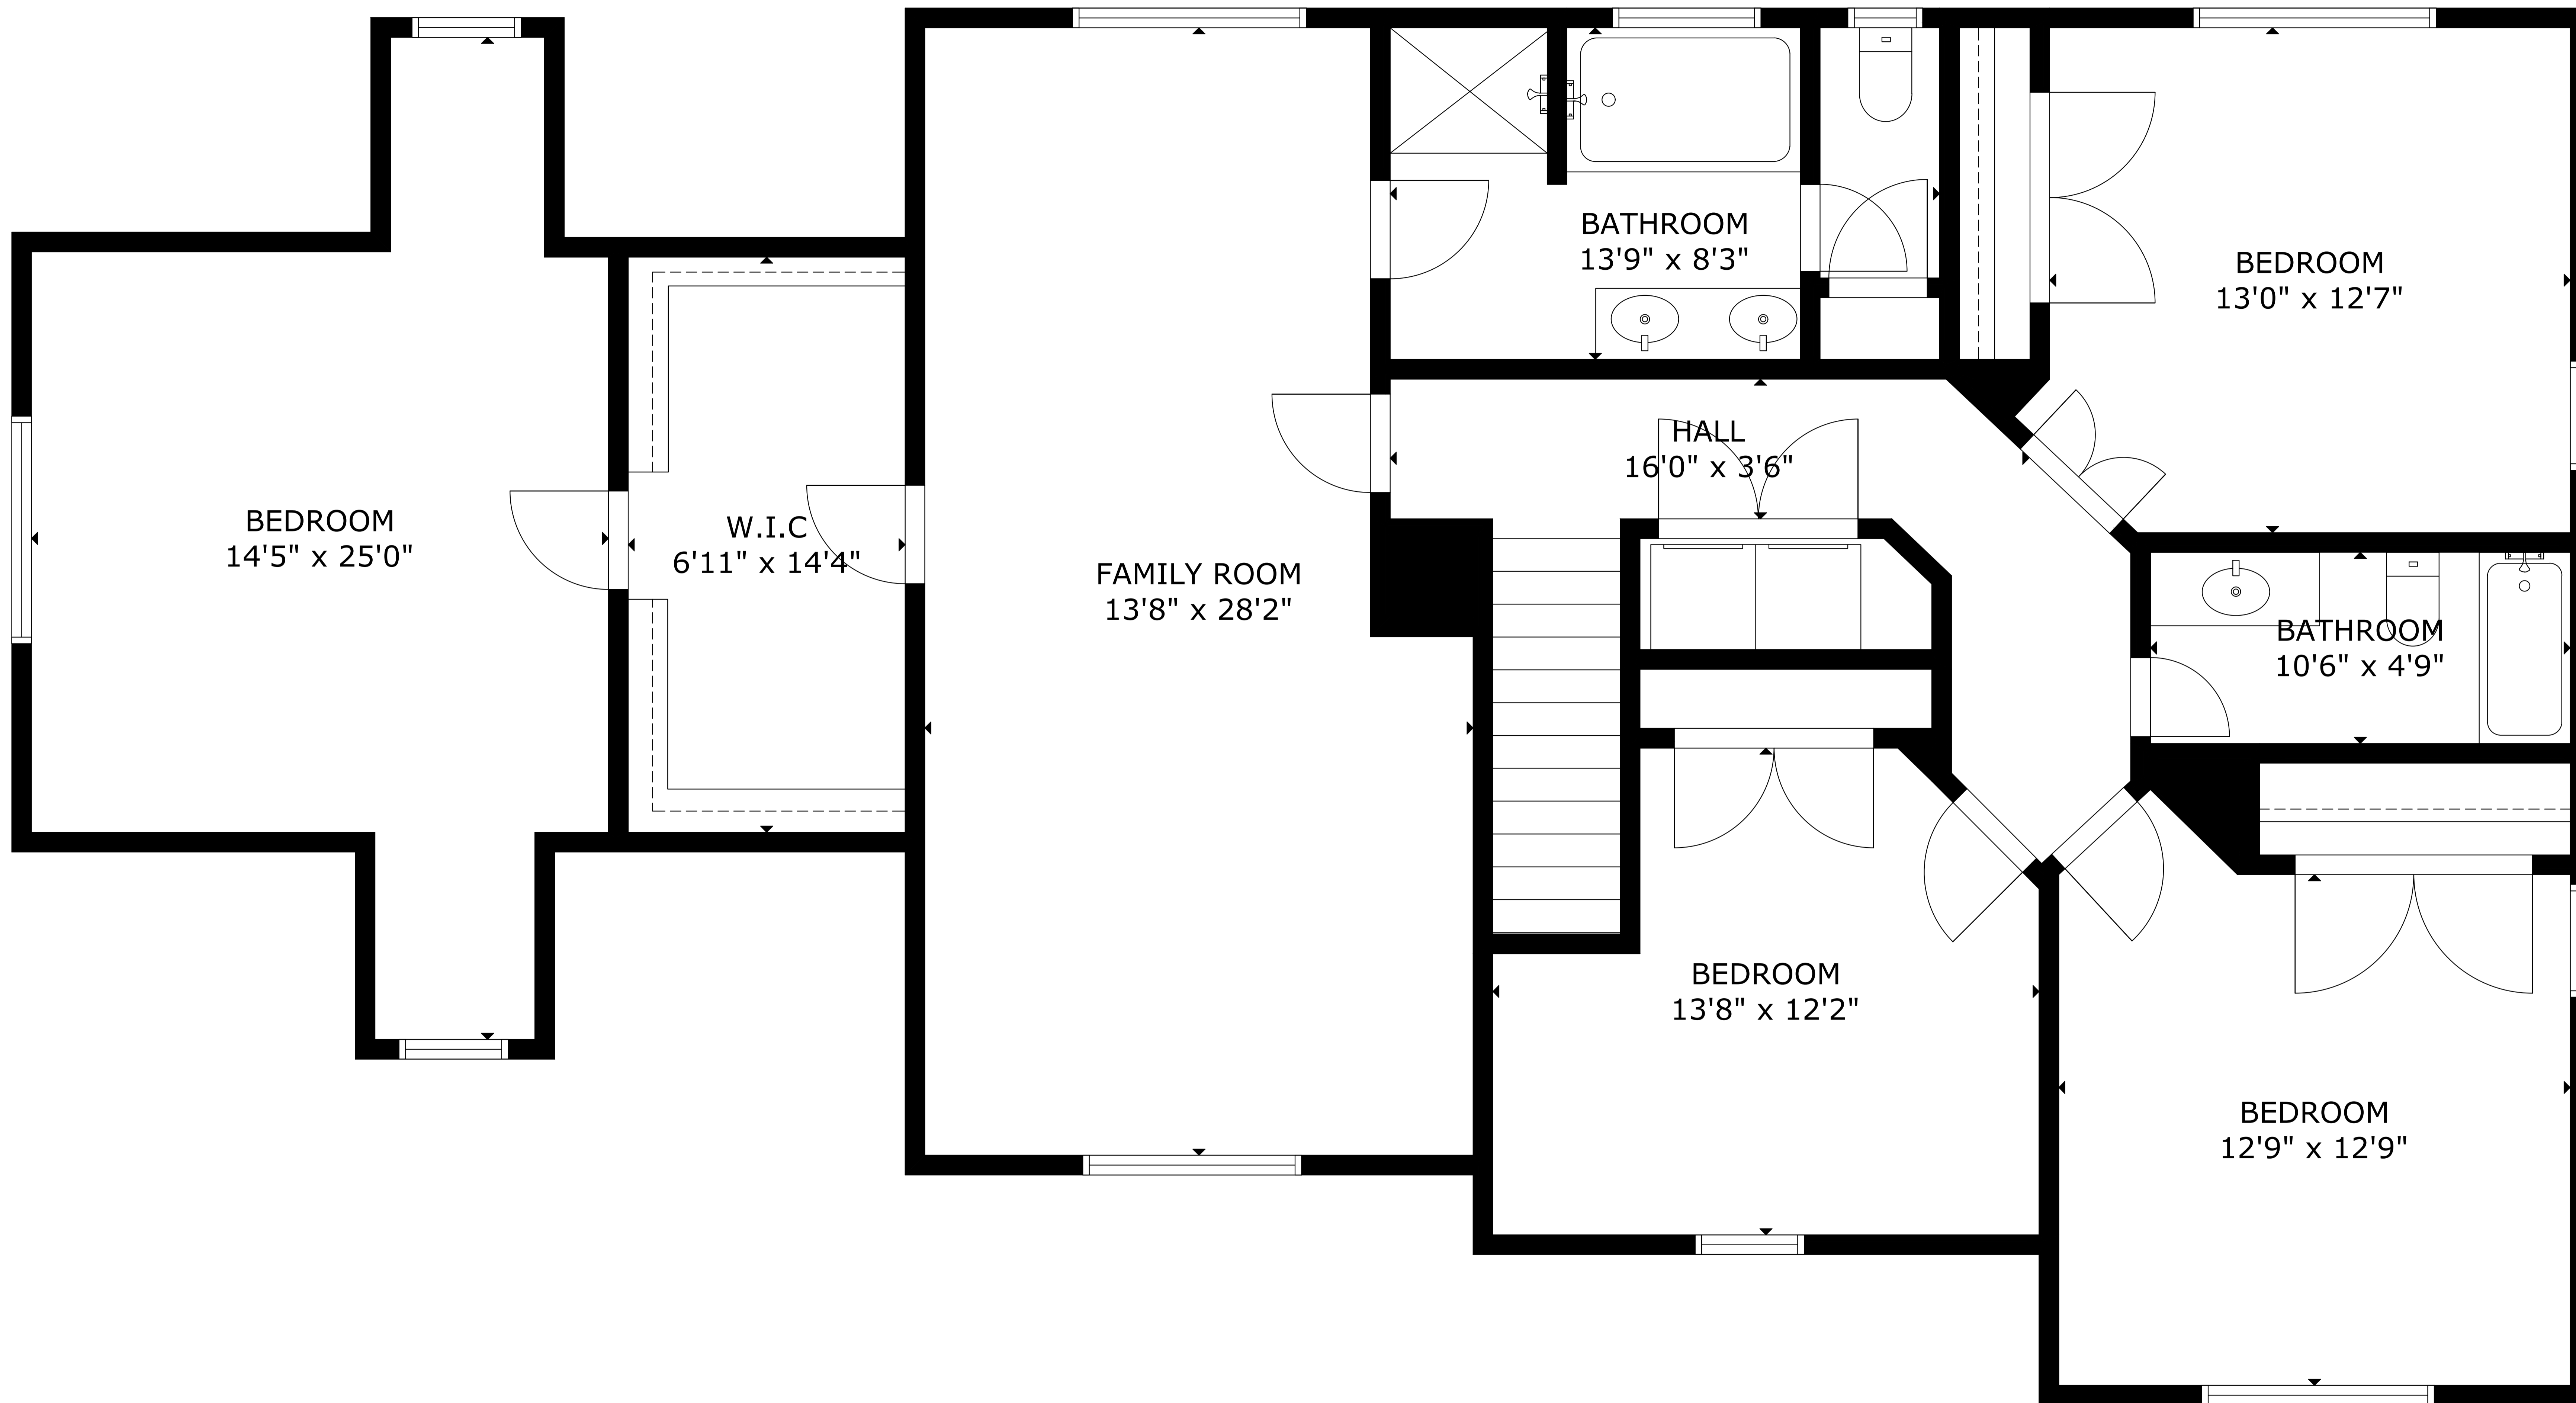 BEDROOM
14'5" x 25'0"
W.I.C
6'11" x 14'4"
FAMILY ROOM
13'8" x 28'2"
BATHROOM
13'9" x 8'3"
HALL
16'0" x 3'6"
BEDROOM
13'0" x 12'7"
BATHROOM
10'6" x 4'9"
BEDROOM
13'8" x 12'2"
BEDROOM
12'9" x 12'9"